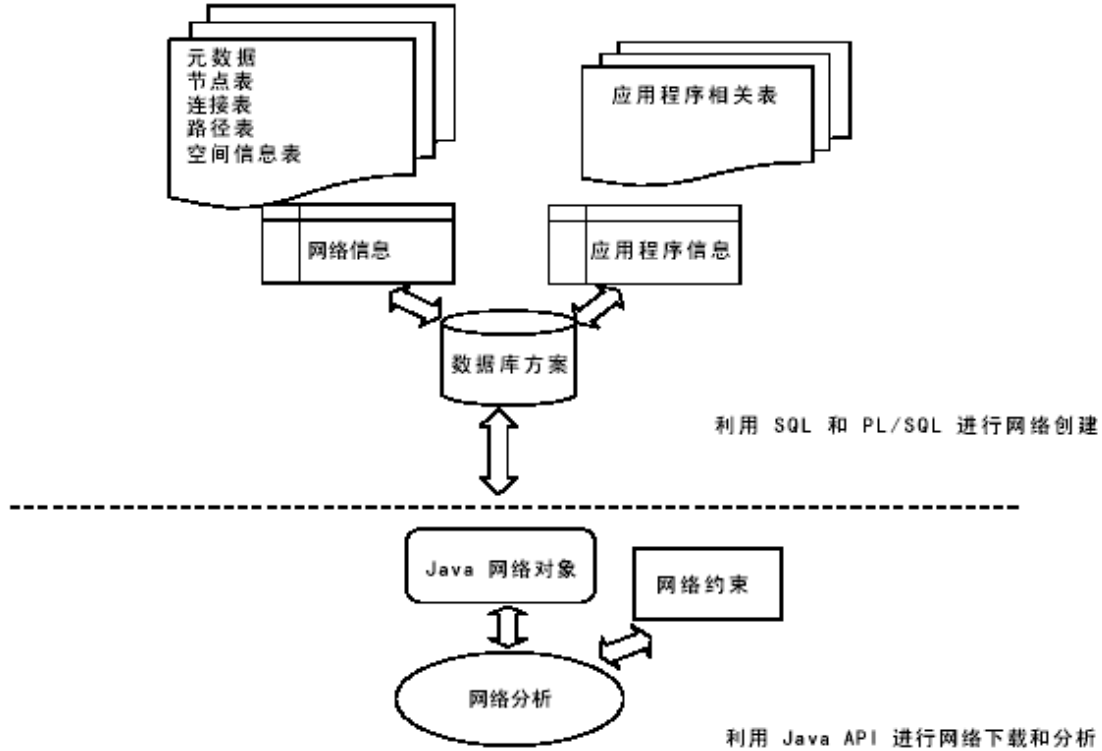 元数据
节点表
连接表
路径表
空间信息表
应用程序相关表
网络信息
应用程序信息
数据库方案
利用 SQL 和 PL/SQL 进行网络创建
Java 网络对象
网络约束
网络分析
利用 Java API 进行网络下载和分析